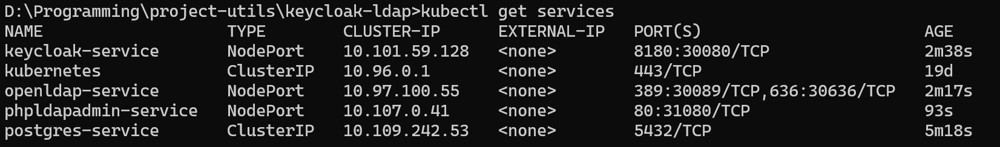 D:\Programming\project-utils\keycloak-ldap>kubectl get services
NAME                   TYPE        CLUSTER-IP      EXTERNAL-IP   PORT(S)                       AGE
keycloak-service       NodePort    10.101.59.128   <none>        8180:30080/TCP                2m38s
kubernetes             ClusterIP   10.96.0.1       <none>        443/TCP                       19d
openldap-service       NodePort    10.97.100.55    <none>        389:30089/TCP,636:30636/TCP   2m17s
phpldapadmin-service   NodePort    10.107.0.41     <none>        80:31080/TCP                  93s
postgres-service       ClusterIP   10.109.242.53   <none>        5432/TCP                      5m18s